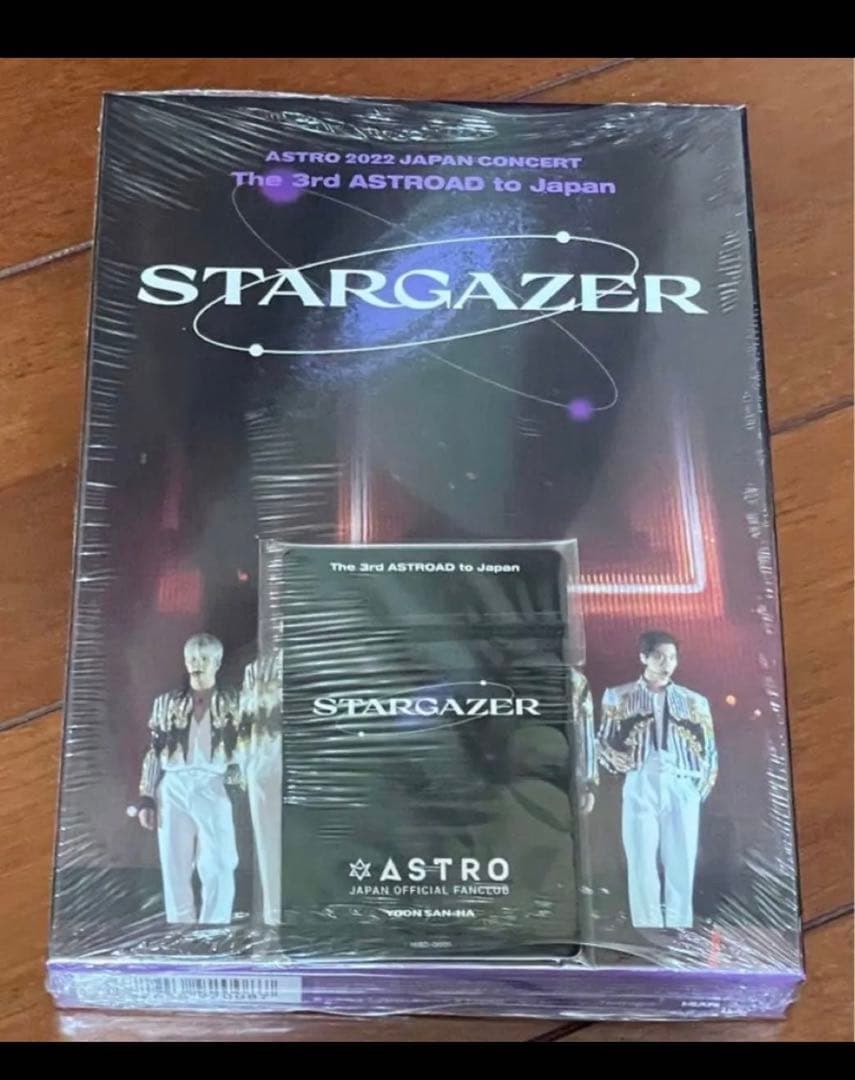 ASTRO 2022 JAPAN CONCERT
The 3rd ASTROAD to Japan
STARGAZER
The 3rd ASTROAD to Japan
STARGAZER
ASTRO
JAPAN OFFICIAL FANCLUB
YOON SAN-HA